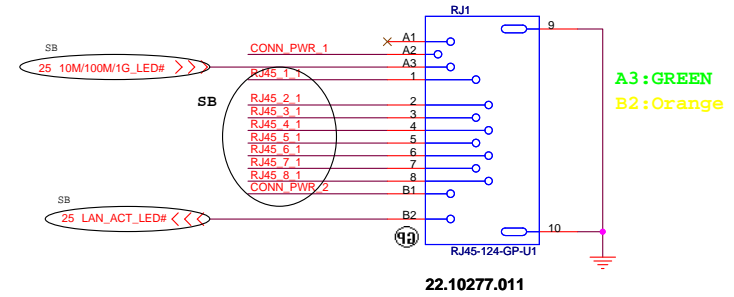 RJ1
9
A1
CONN_PWR_1
A2
SB
A3
25 10M/100M/1G_LED#
RJ45_1_1
1
A3:GREEN
SB
B2:Orange
RJ45_2_1
2
RJ45_3_1
3
RJ45_4_1
4
RJ45_5_1
5
RJ45_6_1
6
RJ45_7_1
7
RJ45_8_1
8
CONN_PWR_2
B1
SB
25 LAN_ACT_LED#
B2
GP
10
RJ45-124-GP-U1
22.10277.011